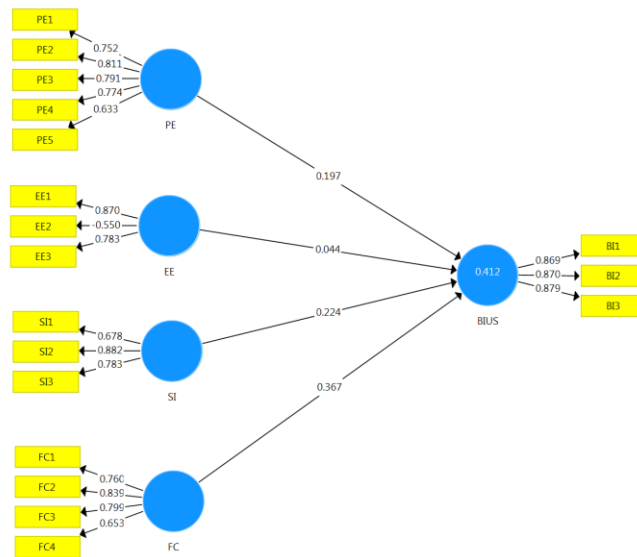 PE1
PE2
PE3
PE4
PE5
0.752
0.811
0.791
0.774
0.633
PE
0.197
EE1
EE2
EE3
0.870
-0.550
0.783
EE
0.044
SI1
SI2
SI3
0.678
0.882
0.783
SI
0.224
FC1
FC2
FC3
FC4
0.760
0.839
0.799
0.653
FC
0.367
0.412
BIUS
0.869
0.870
0.879
BI1
BI2
BI3